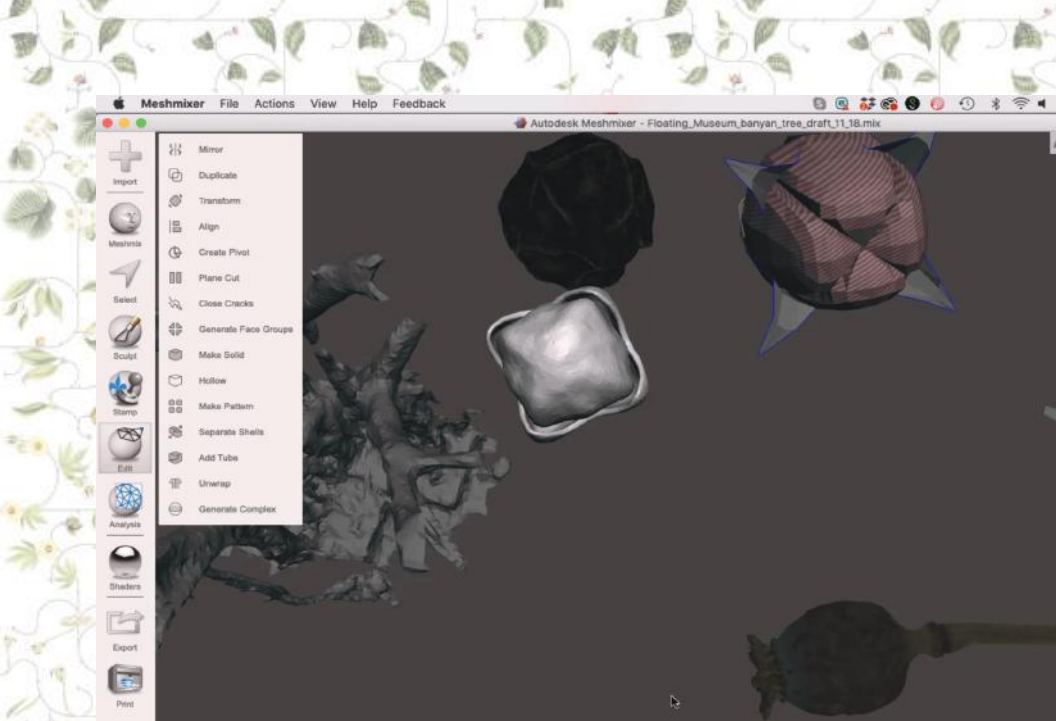 Meshmixer File Actions View Help Feedback
Autodesk Meshmixer - Floating_Museum_banyan_tree_draft_11_18.mix
Import
Meshmix
Select
Sculpt
Stamp
Edit
Analysis
Shaders
Export
Print
Mirror
Duplicate
Transform
Align
Create Pivot
Plane Cut
Close Cracks
Generate Face Groups
Make Solid
Hollow
Make Pattern
Separate Shells
Add Tube
Unwrap
Generate Complex